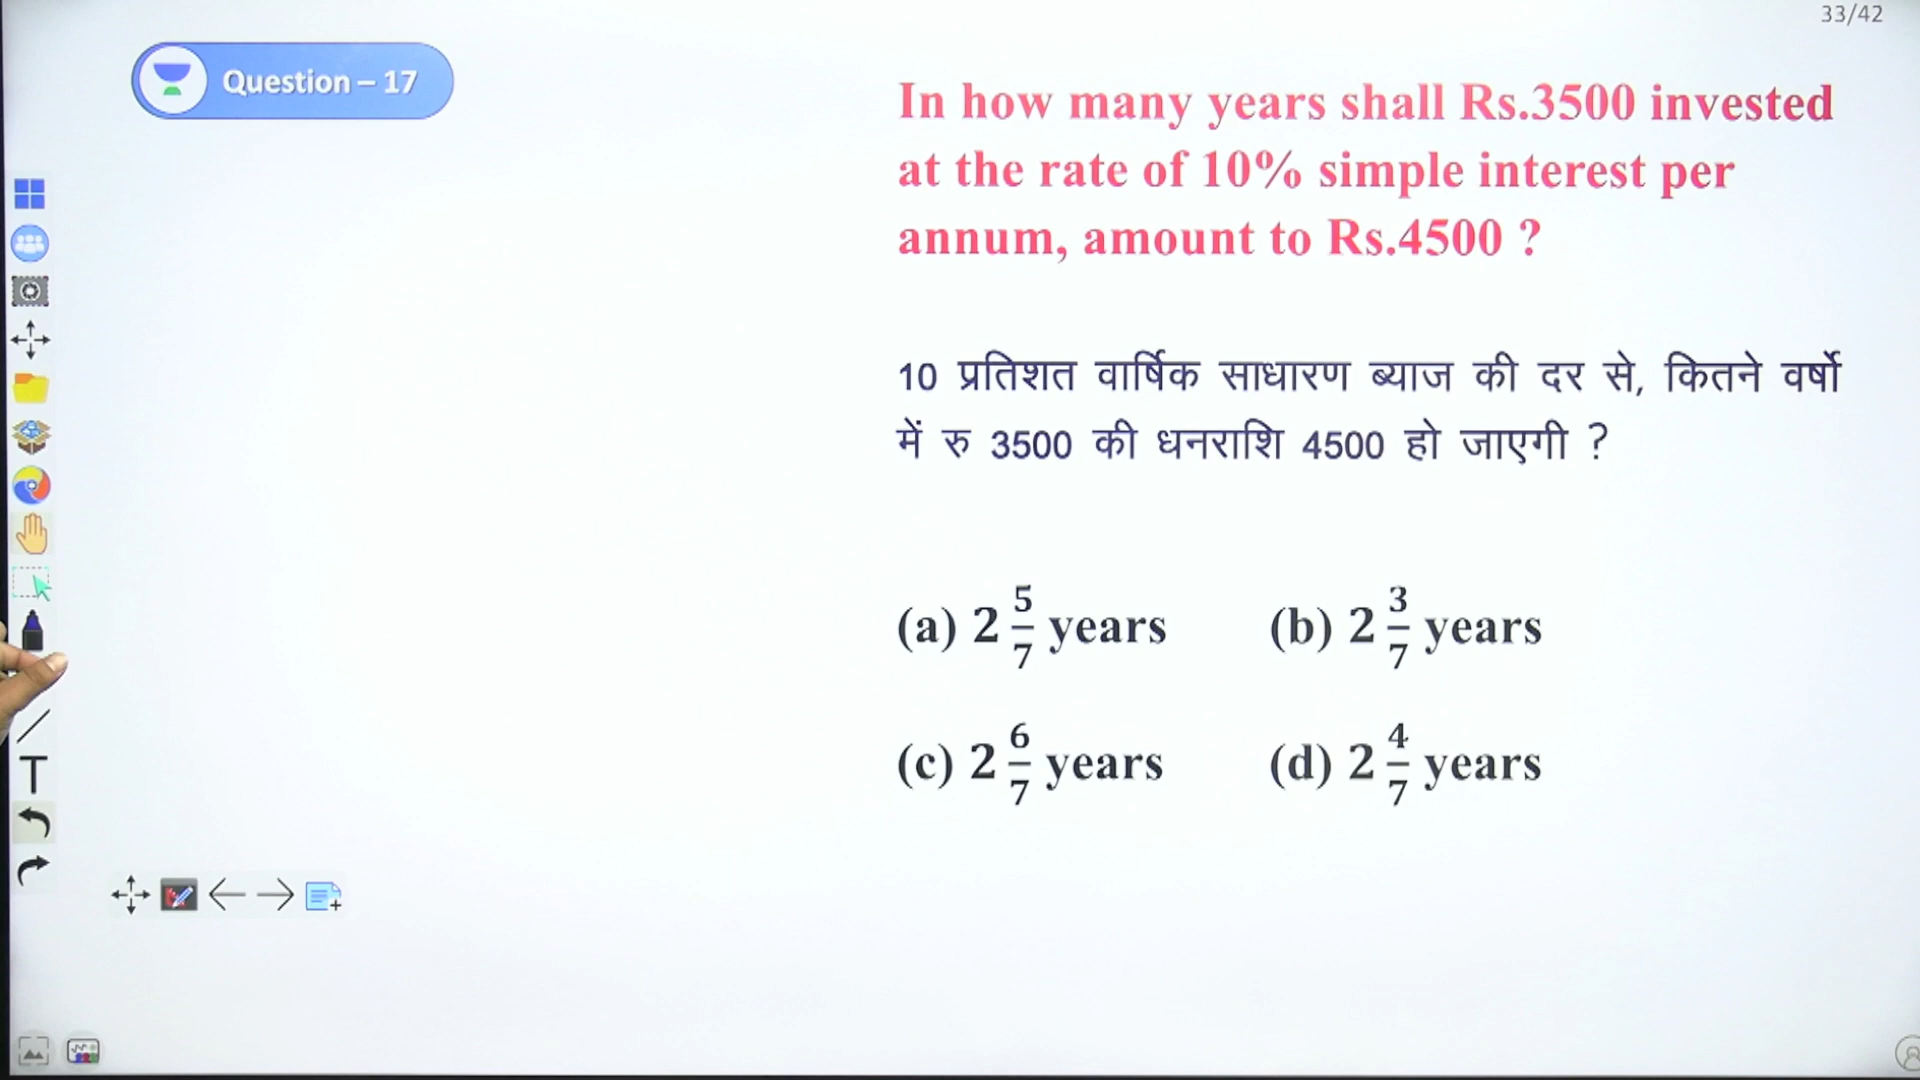 33/42
Question – 17
In how many years shall Rs.3500 invested
at the rate of 10% simple interest per
annum, amount to Rs.4500 ?
10 प्रतिशत वार्षिक साधारण ब्याज की दर से, कितने वर्षो
में रु 3500 की धनराशि 4500 हो जाएगी ?
(a) 2 5/7 years (b) 2 3/7 years
(c) 2 6/7 years (d) 2 4/7 years
T